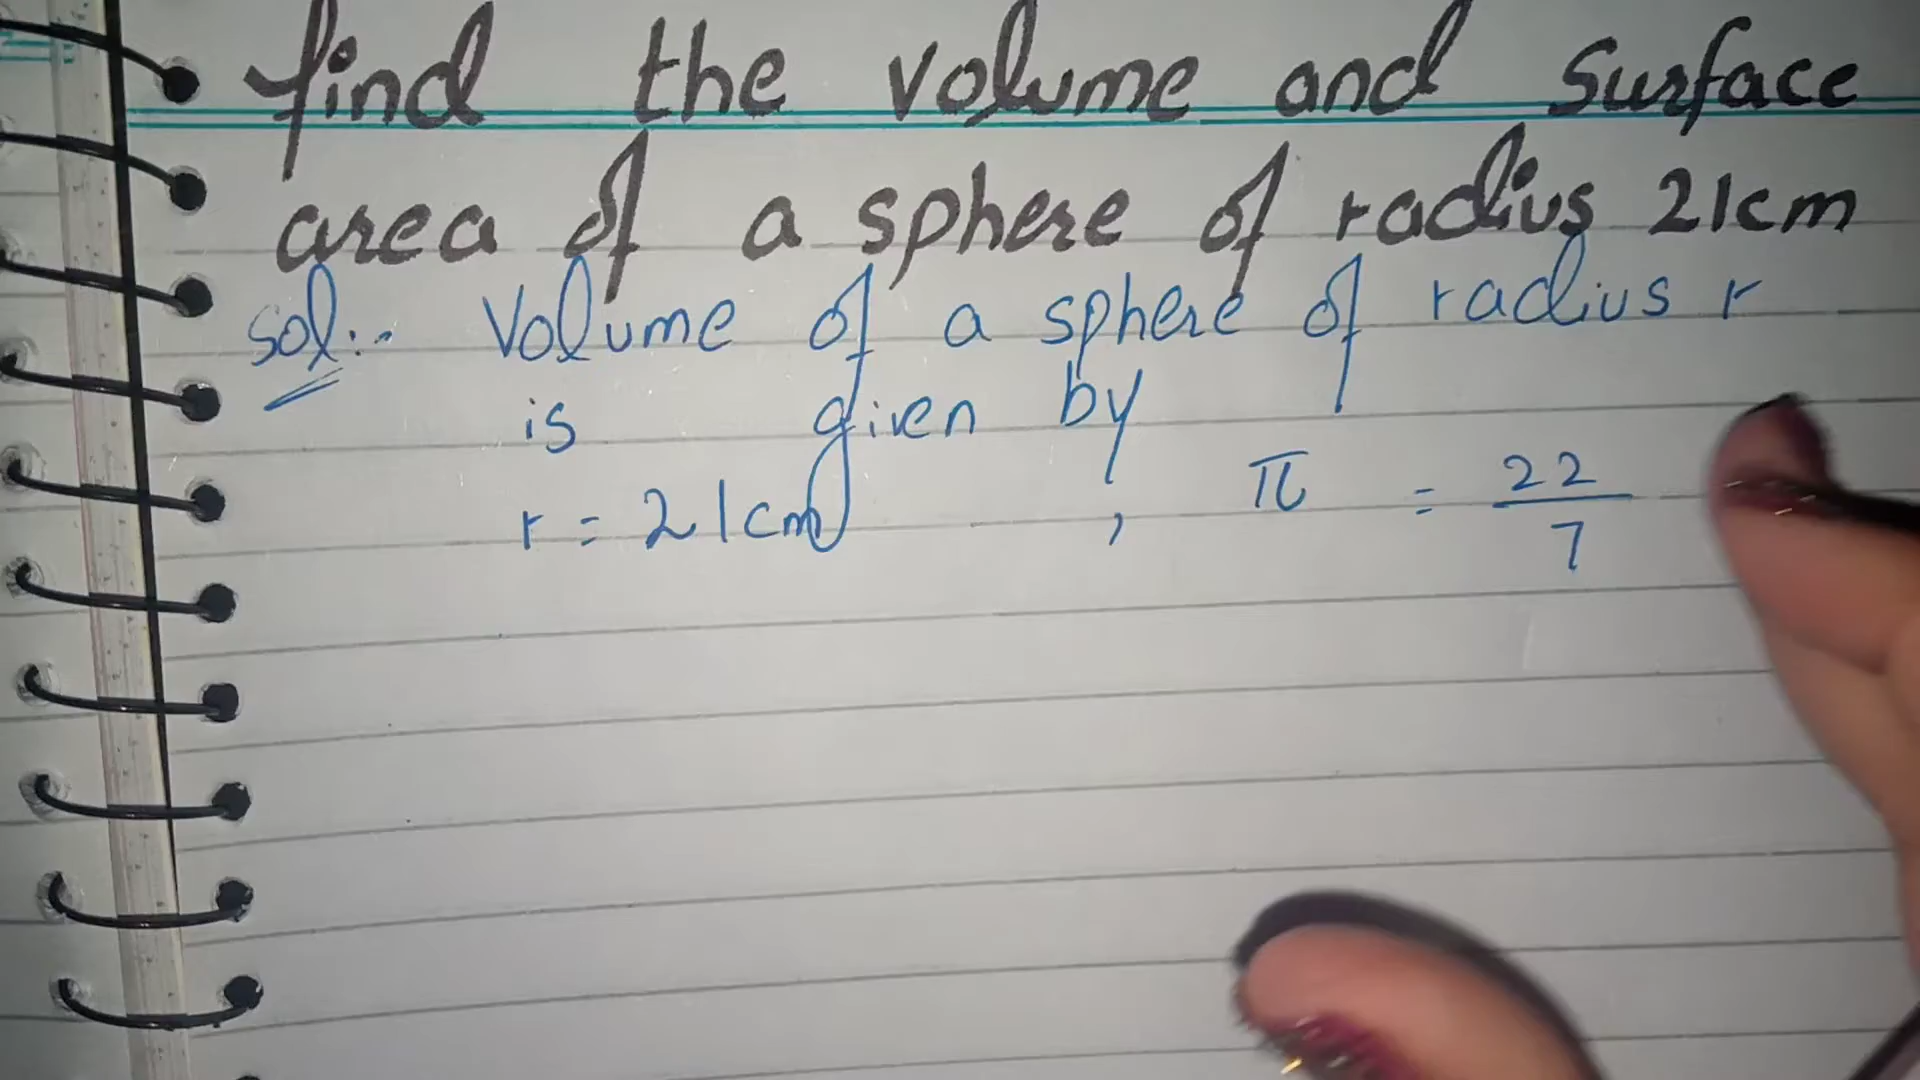 find the volume and surface
area of a sphere of radius 21cm
Sol:- Volume of a sphere of radius r
is given by
r = 21cm , π = 22/7